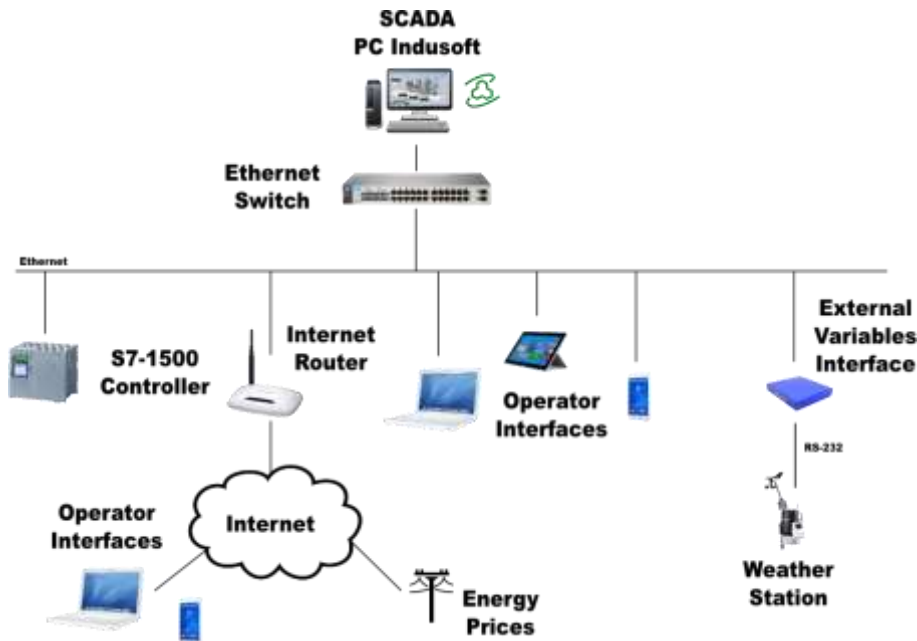 SCADA
PC Indusoft
Ethernet
Switch
Ethernet
S7-1500
Controller
Internet
Router
Operator
Interfaces
External
Variables
Interface
RS-232
Operator
Interfaces
Internet
Energy
Prices
Weather
Station